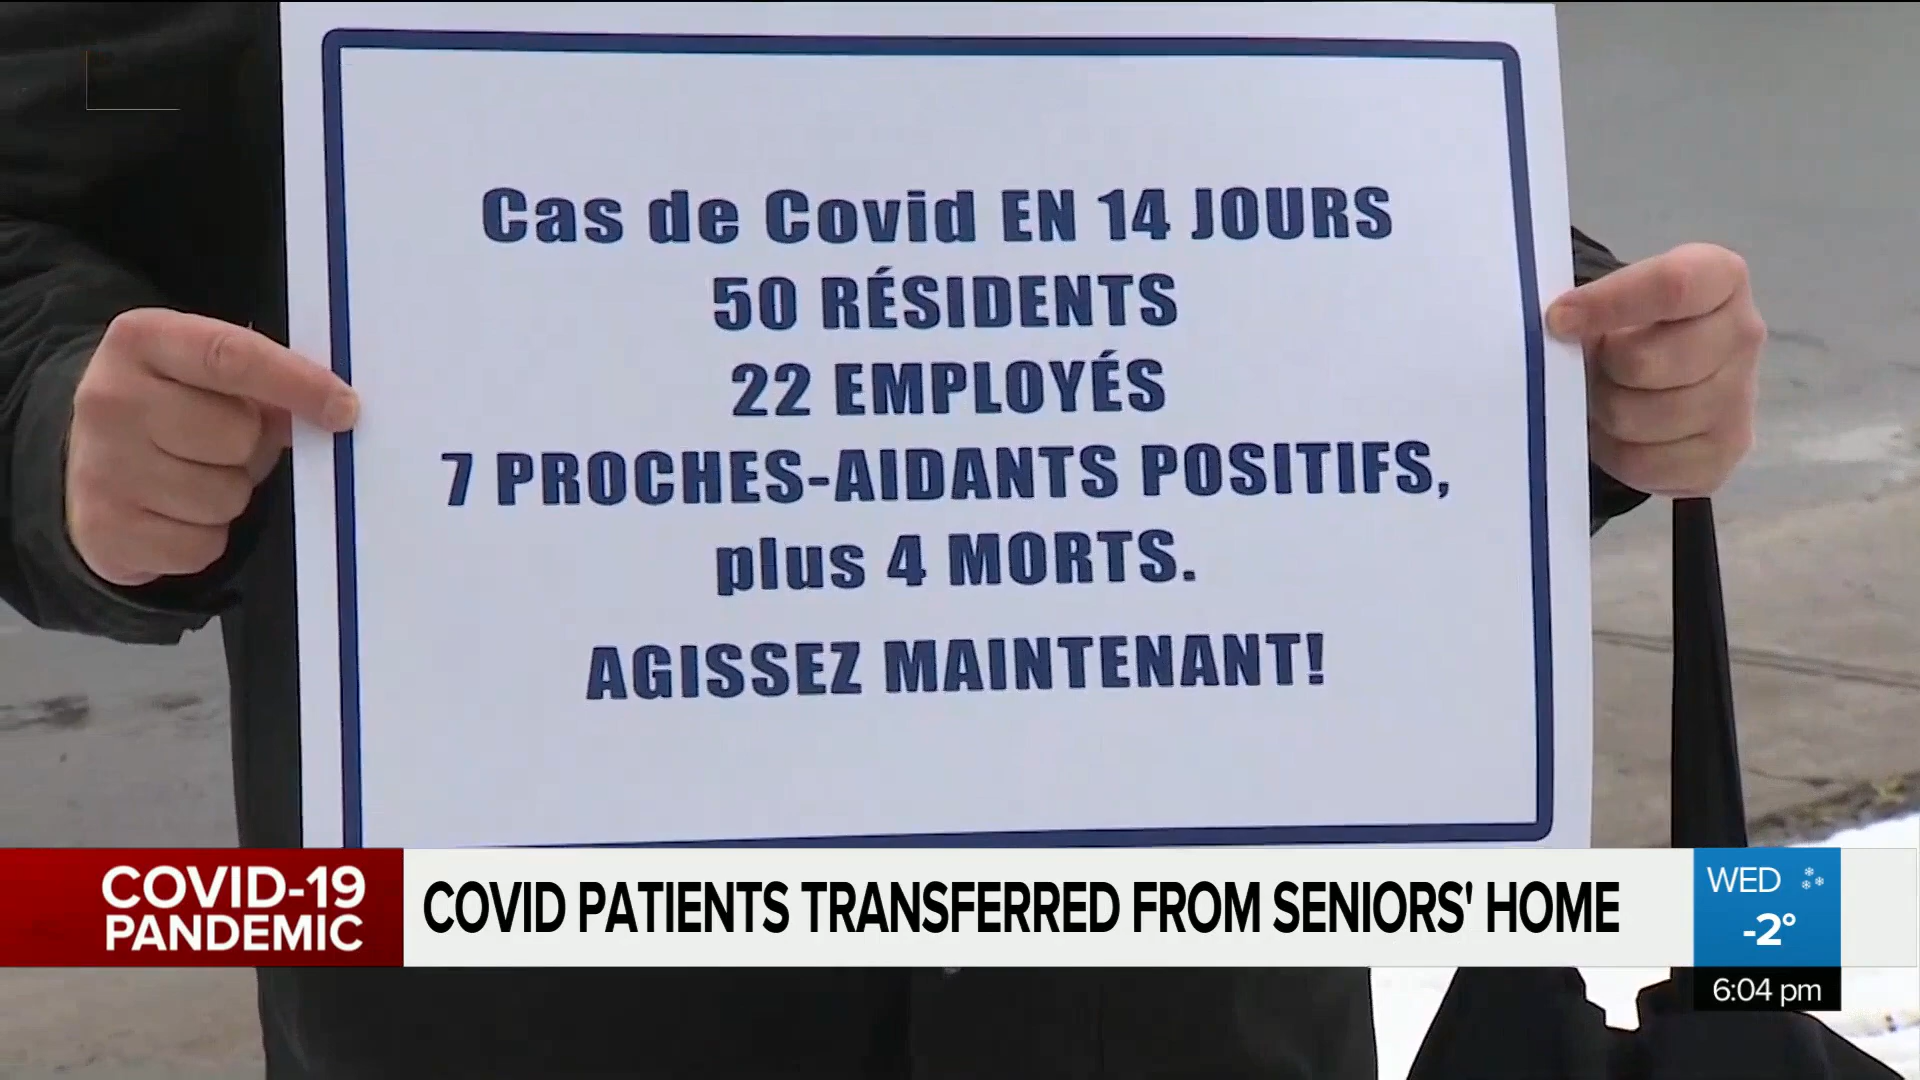 Cas de Covid EN 14 JOURS
50 RÉSIDENTS
22 EMPLOYÉS
7 PROCHES-AIDANTS POSITIFS,
plus 4 MORTS.
AGISSEZ MAINTENANT!
COVID-19
PANDEMIC
COVID PATIENTS TRANSFERRED FROM SENIORS' HOME
WED
-2°
6:04 pm